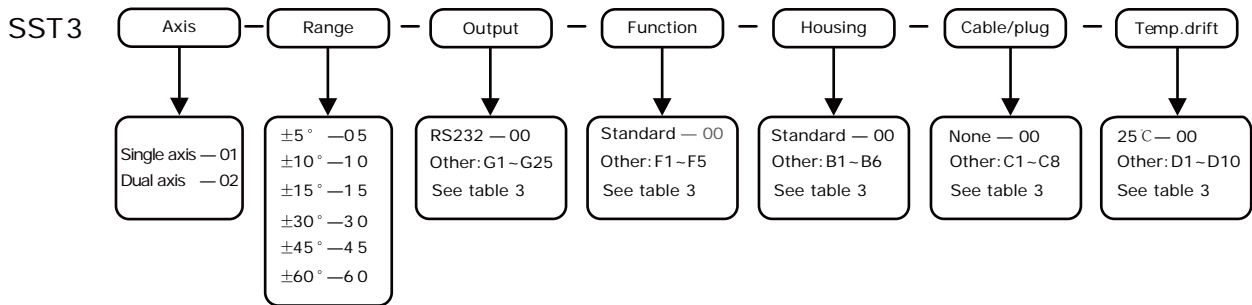 SST3 Axis — Range — Output — Function — Housing — Cable/plug — Temp.drift
Single axis — 01
Dual axis — 02
±5° —05
±10°—10
±15°—15
±30°—30
±45°—45
±60°—60
RS232 — 00
Other:G1~G25
See table 3
Standard — 00
Other:F1~F5
See table 3
Standard — 00
Other:B1~B6
See table 3
None — 00
Other:C1~C8
See table 3
25℃— 00
Other:D1~D10
See table 3